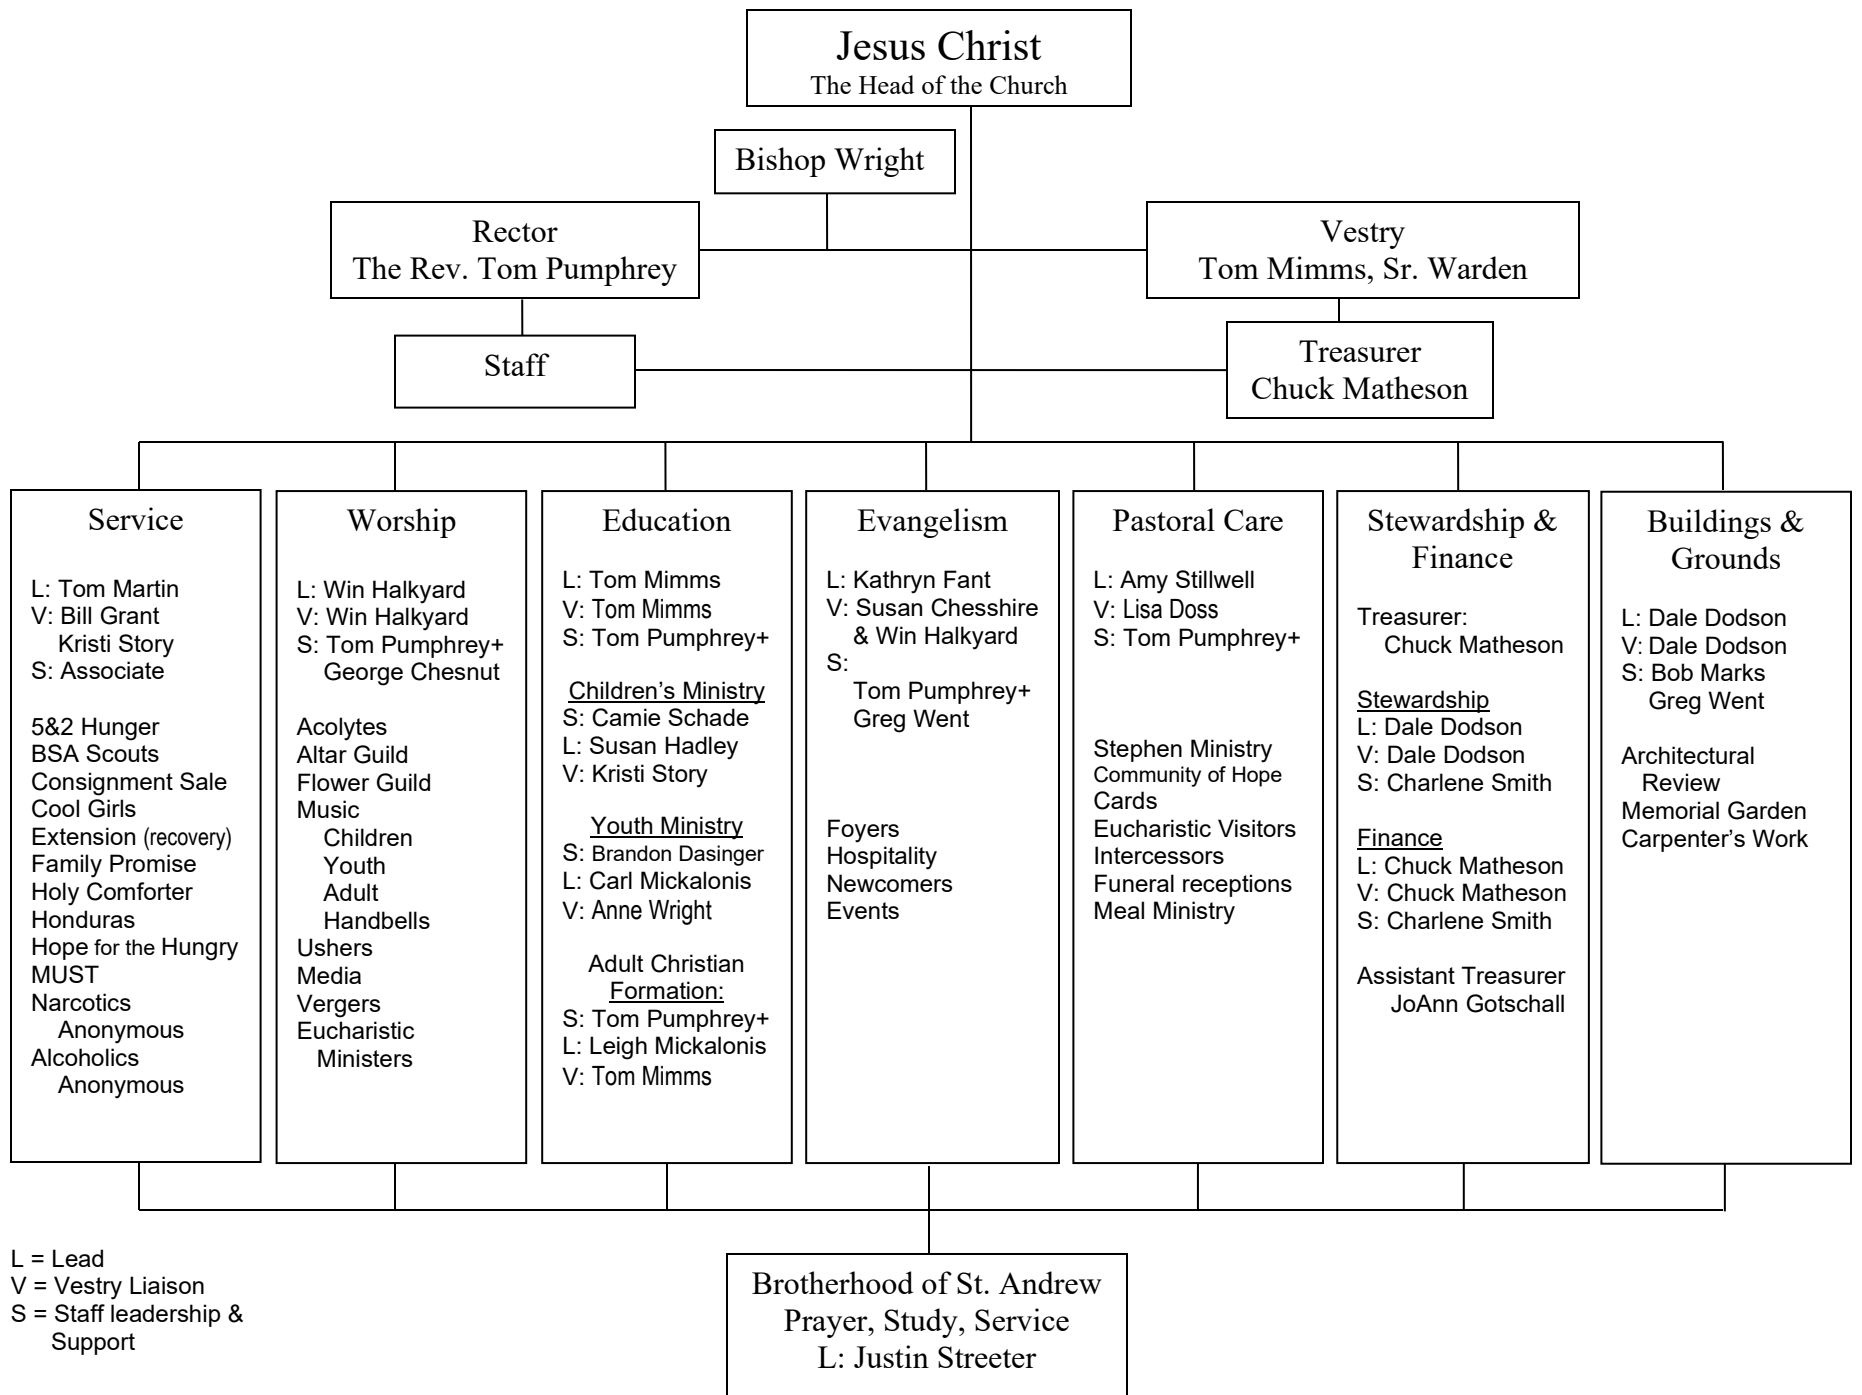 Jesus Christ
The Head of the Church
Bishop Wright
Rector
The Rev. Tom Pumphrey
Vestry
Tom Mimms, Sr. Warden
Staff
Treasurer
Chuck Matheson
Service
L: Tom Martin
V: Bill Grant
Kristi Story
S: Associate
5&2 Hunger
BSA Scouts
Consignment Sale
Cool Girls
Extension (recovery)
Family Promise
Holy Comforter
Honduras
Hope for the Hungry
MUST
Narcotics
Anonymous
Alcoholics
Anonymous
Worship
L: Win Halkyard
V: Win Halkyard
S: Tom Pumphrey+
George Chesnut
Acolytes
Altar Guild
Flower Guild
Music
Children
Youth
Adult
Handbells
Ushers
Media
Vergers
Eucharistic
Ministers
Education
L: Tom Mimms
V: Tom Mimms
S: Tom Pumphrey+
Children’s Ministry
S: Camie Schade
L: Susan Hadley
V: Kristi Story
Youth Ministry
S: Brandon Dasinger
L: Carl Mickalonis
V: Anne Wright
Adult Christian
Formation:
S: Tom Pumphrey+
L: Leigh Mickalonis
V: Tom Mimms
Evangelism
L: Kathryn Fant
V: Susan Chesshire
& Win Halkyard
S:
Tom Pumphrey+
Greg Went
Foyers
Hospitality
Newcomers
Events
Pastoral Care
L: Amy Stillwell
V: Lisa Doss
S: Tom Pumphrey+
Stephen Ministry
Community of Hope
Cards
Eucharistic Visitors
Intercessors
Funeral receptions
Meal Ministry
Stewardship &
Finance
Treasurer:
Chuck Matheson
Stewardship
L: Dale Dodson
V: Dale Dodson
S: Charlene Smith
Finance
L: Chuck Matheson
V: Chuck Matheson
S: Charlene Smith
Assistant Treasurer
JoAnn Gotschall
Buildings &
Grounds
L: Dale Dodson
V: Dale Dodson
S: Bob Marks
Greg Went
Architectural
Review
Memorial Garden
Carpenter’s Work
L = Lead
V = Vestry Liaison
S = Staff leadership &
Support
Brotherhood of St. Andrew
Prayer, Study, Service
L: Justin Streeter